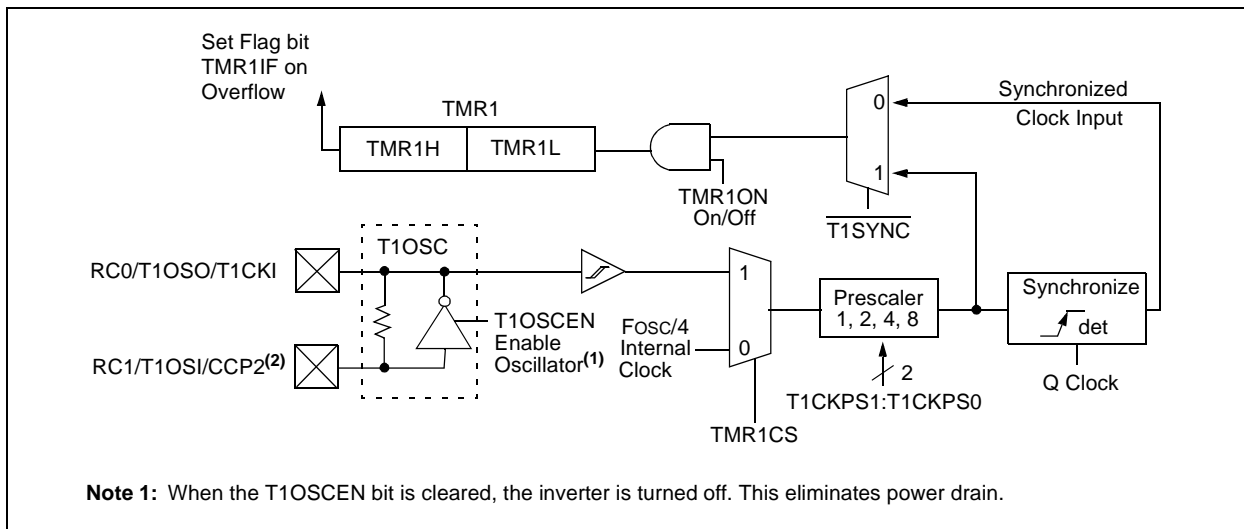 Set Flag bit
TMR1IF on
Overflow
TMR1
TMR1H
TMR1L
TMR1ON
On/Off
0
1
T1SYNC
Synchronized
Clock Input
T1OSC
RC0/T1OSO/T1CKI
RC1/T1OSI/CCP2(2)
T1OSCEN
Enable
Oscillator(1)
FOSC/4
Internal
Clock
1
0
TMR1CS
Prescaler
1, 2, 4, 8
2
T1CKPS1:T1CKPS0
Synchronize
det
Q Clock
Note 1: When the T1OSCEN bit is cleared, the inverter is turned off. This eliminates power drain.